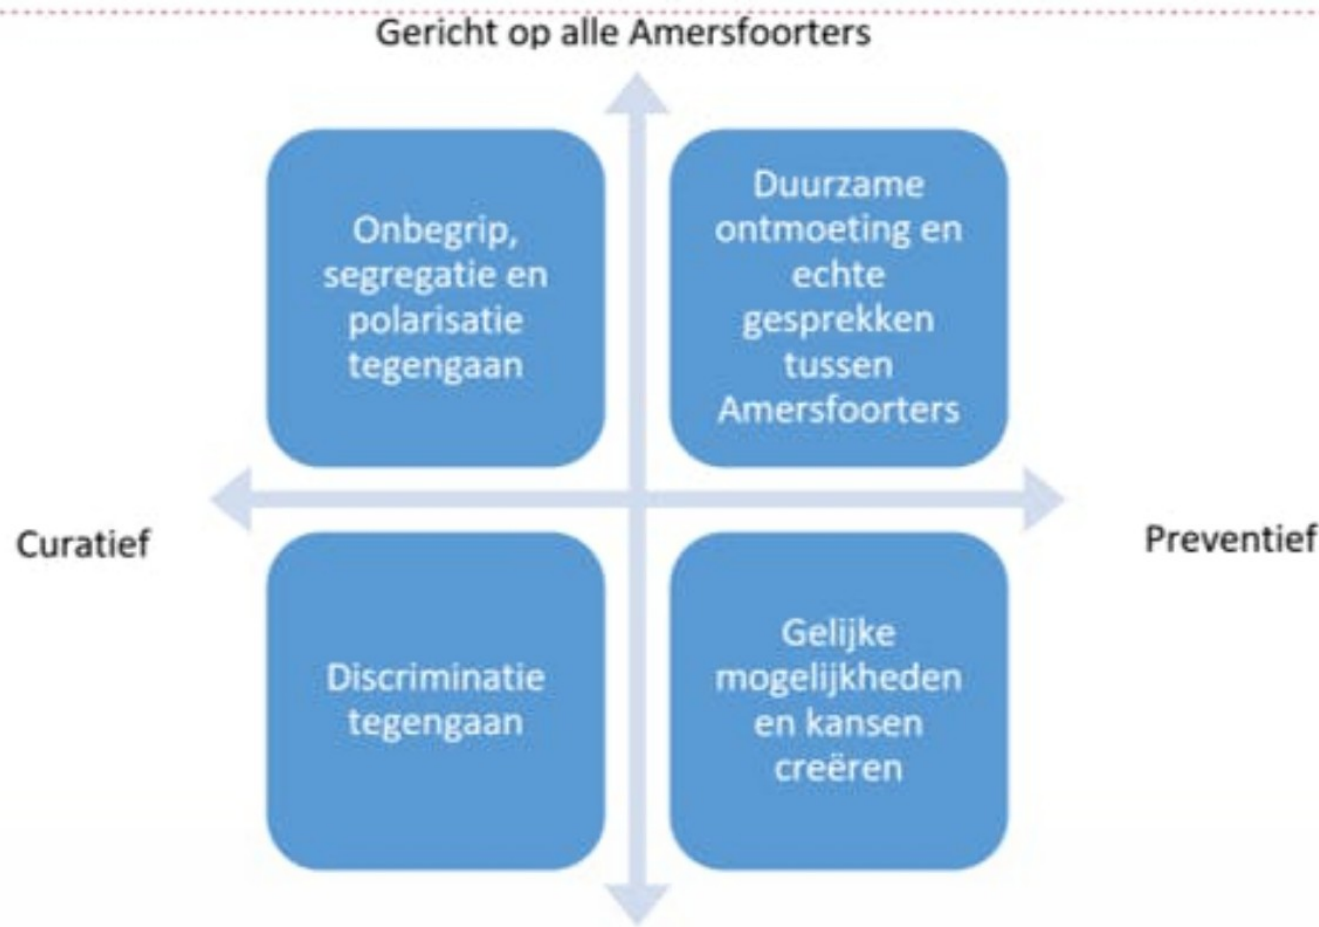 Gericht op alle Amersfoorters
Onbegrip,
segregatie en
polarisatie
tegengaan
Duurzame
ontmoeting en
echte
gesprekken
tussen
Amersfoorters
Curatief
Preventief
Discriminatie
tegengaan
Gelijke
mogelijkheden
en kansen
creëren